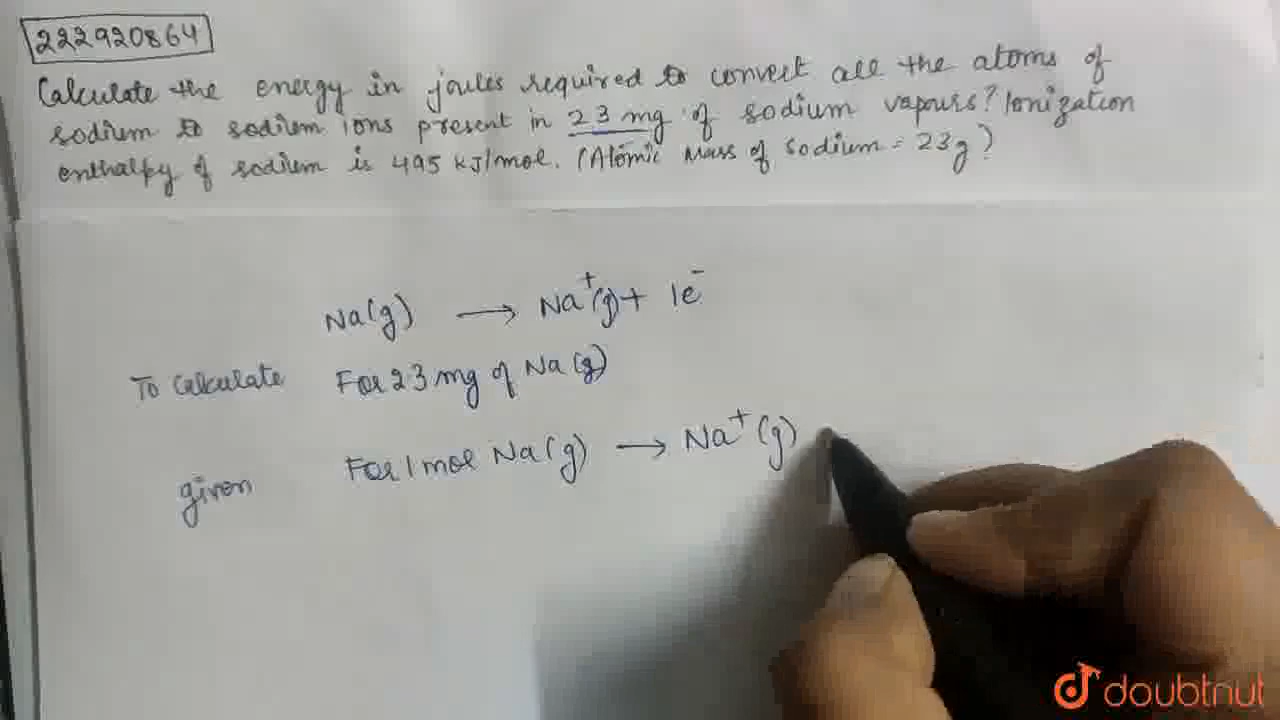 222920864
Calculate the energy in joules required to convert all the atoms of
sodium to sodium ions present in 23 mg of sodium vapours? Ionization
enthalpy of sodium is 495 kJ/mol. (Atomic Mass of sodium = 23g)
Na(g) → Na⁺(g) + 1e⁻
To calculate For 23 mg of Na(g)
given For 1 mol Na(g) → Na⁺(g)
doubtnut